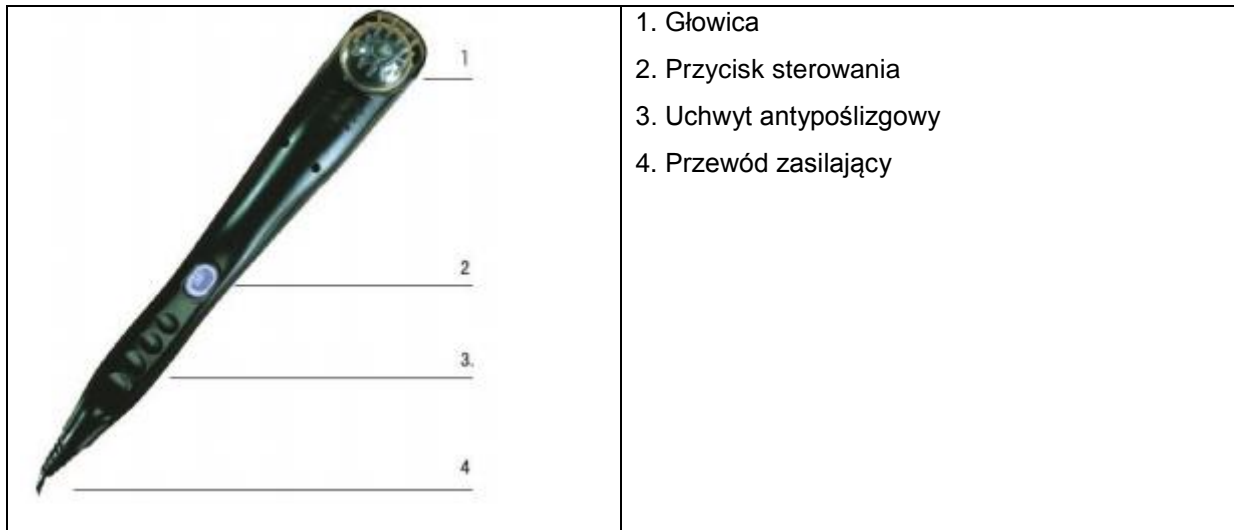 1
2
3.
4
1. Głowica
2. Przycisk sterowania
3. Uchwyt antypoślizgowy
4. Przewód zasilający